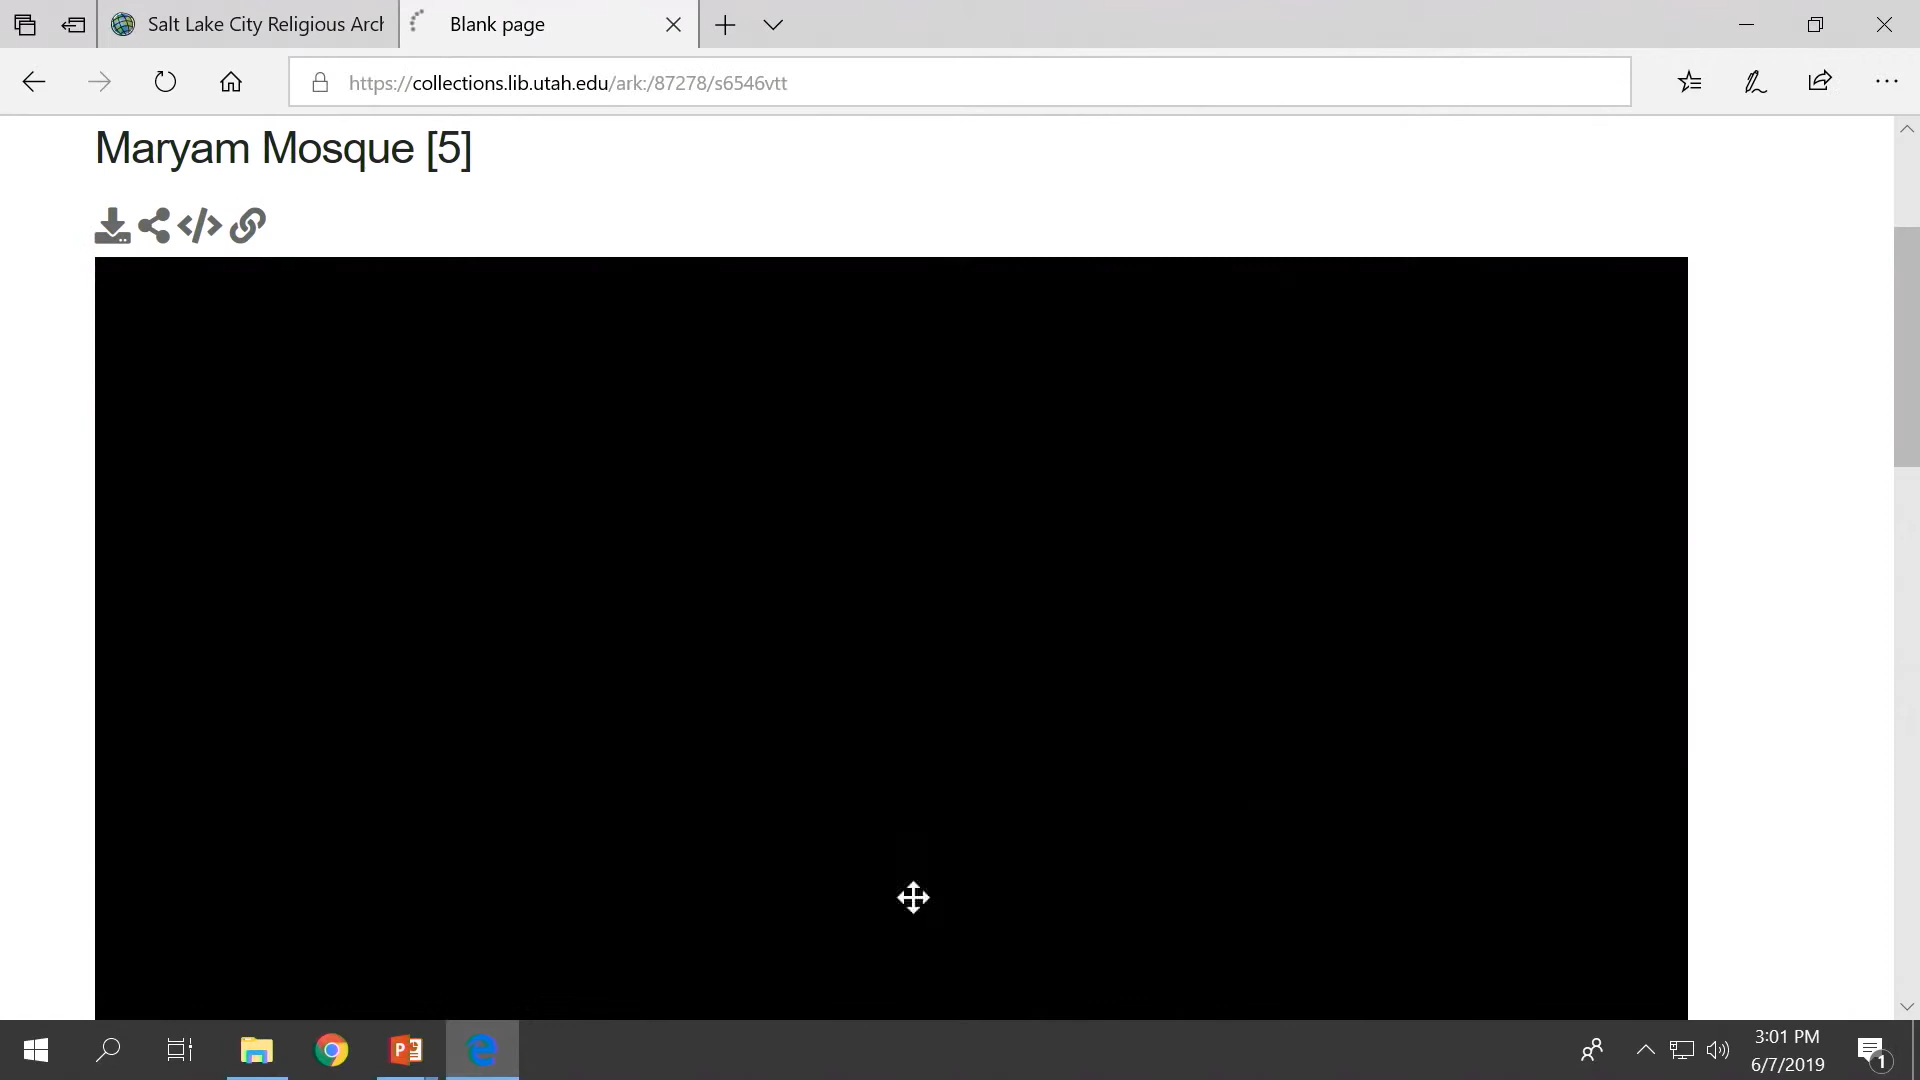 Salt Lake City Religious Arch
Blank page
https://collections.lib.utah.edu/ark:/87278/s6546vtt
Maryam Mosque [5]
3:01 PM
6/7/2019
1